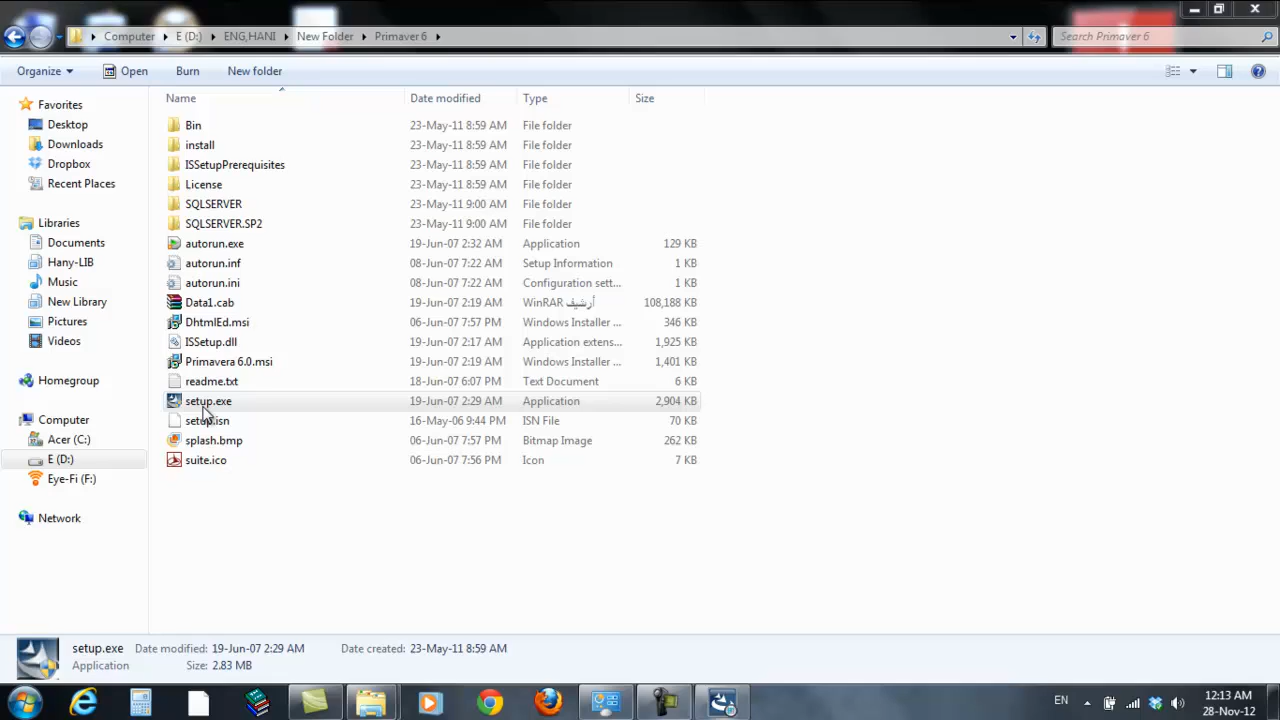 Computer E (D:) ENG,HANI New Folder Primaver 6 Search Primaver 6
Organize Open Burn New folder
Name Date modified Type Size
Favorites
Desktop
Downloads
Dropbox
Recent Places
Libraries
Documents
Hany-LIB
Music
New Library
Pictures
Videos
Homegroup
Computer
Acer (C:)
E (D:)
Eye-Fi (F:)
Network
Bin 23-May-11 8:59 AM File folder
install 23-May-11 8:59 AM File folder
ISSetupPrerequisites 23-May-11 8:59 AM File folder
License 23-May-11 8:59 AM File folder
SQLSERVER 23-May-11 9:00 AM File folder
SQLSERVER.SP2 23-May-11 9:00 AM File folder
autorun.exe 19-Jun-07 2:32 AM Application 129 KB
autorun.inf 08-Jun-07 7:22 AM Setup Information 1 KB
autorun.ini 08-Jun-07 7:22 AM Configuration sett... 1 KB
Data1.cab 19-Jun-07 2:19 AM WinRAR أرشيف 108,188 KB
DhtmlEd.msi 06-Jun-07 7:57 PM Windows Installer ... 346 KB
ISSetup.dll 19-Jun-07 2:17 AM Application extens... 1,925 KB
Primavera 6.0.msi 19-Jun-07 2:19 AM Windows Installer ... 1,401 KB
readme.txt 18-Jun-07 6:07 PM Text Document 6 KB
setup.exe 19-Jun-07 2:29 AM Application 2,904 KB
setup.isn 16-May-06 9:44 PM ISN File 70 KB
splash.bmp 06-Jun-07 7:57 PM Bitmap Image 262 KB
suite.ico 06-Jun-07 7:56 PM Icon 7 KB
setup.exe Date modified: 19-Jun-07 2:29 AM Date created: 23-May-11 8:59 AM
Application Size: 2.83 MB
EN 12:13 AM
28-Nov-12